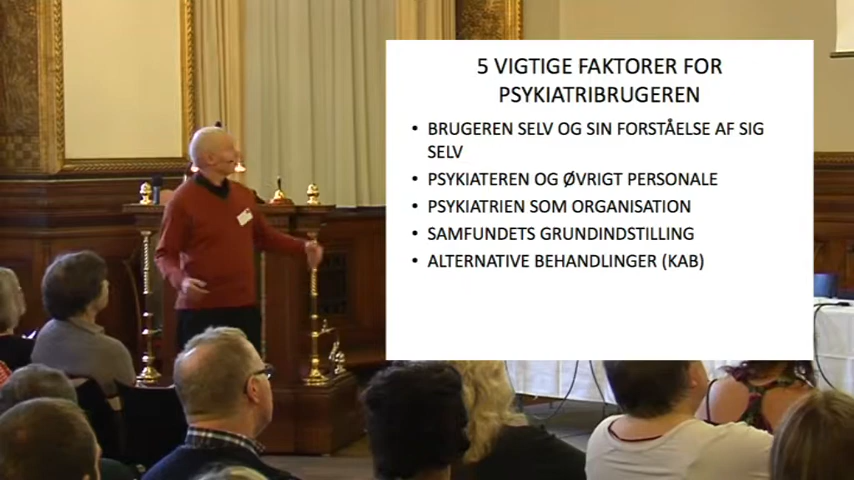 5 VIGTIGE FAKTORER FOR
PSYKIATRIBRUGEREN
• BRUGEREN SELV OG SIN FORSTÅELSE AF SIG
SELV
• PSYKIATEREN OG ØVRIGT PERSONALE
• PSYKIATRIEN SOM ORGANISATION
• SAMFUNDETS GRUNDINDSTILLING
• ALTERNATIVE BEHANDLINGER (KAB)